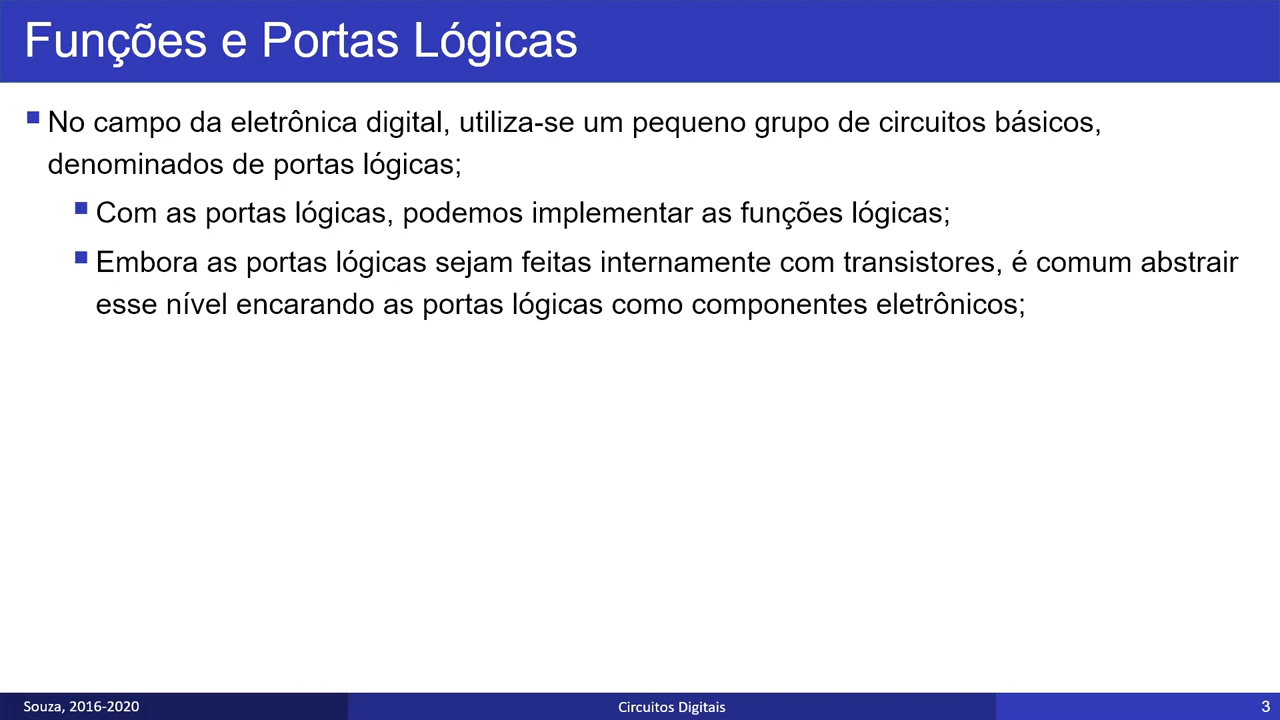 Funções e Portas Lógicas
No campo da eletrônica digital, utiliza-se um pequeno grupo de circuitos básicos,
denominados de portas lógicas;
Com as portas lógicas, podemos implementar as funções lógicas;
Embora as portas lógicas sejam feitas internamente com transistores, é comum abstrair
esse nível encarando as portas lógicas como componentes eletrônicos;
Souza, 2016-2020
Circuitos Digitais
3